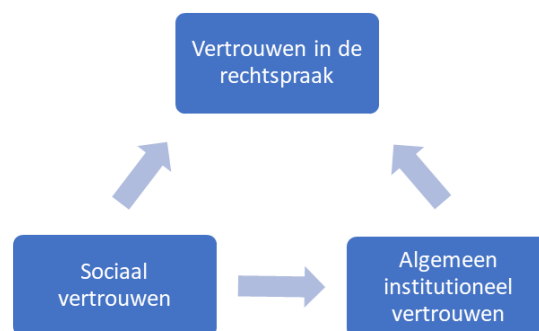 Vertrouwen in de
rechtspraak
Sociaal
vertrouwen
Algemeen
institutioneel
vertrouwen